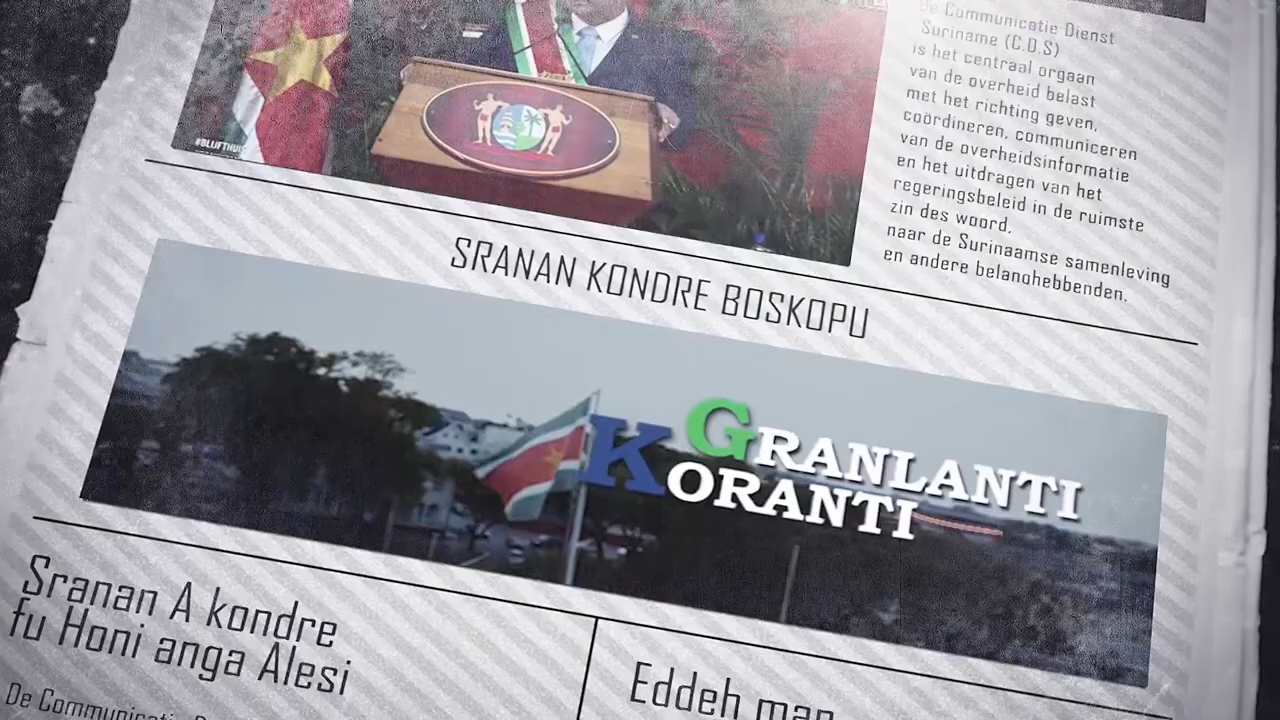 De Communicatie Dienst
Suriname (C.D.S)
is het centraal orgaan
van de overheid belast
met het richting geven,
coördineren, communiceren
van de overheidsinformatie
en het uitdragen van het
regeringsbeleid in de ruimste
zin des woord.
naar de Surinaamse samenleving
en andere belanghebbenden.
SRANAN KONDRE BOSKOPU
GRANLANTI
KORANTI
Sranan A kondre
fu Honi anga Alesi
Eddeh man
De Communicatie